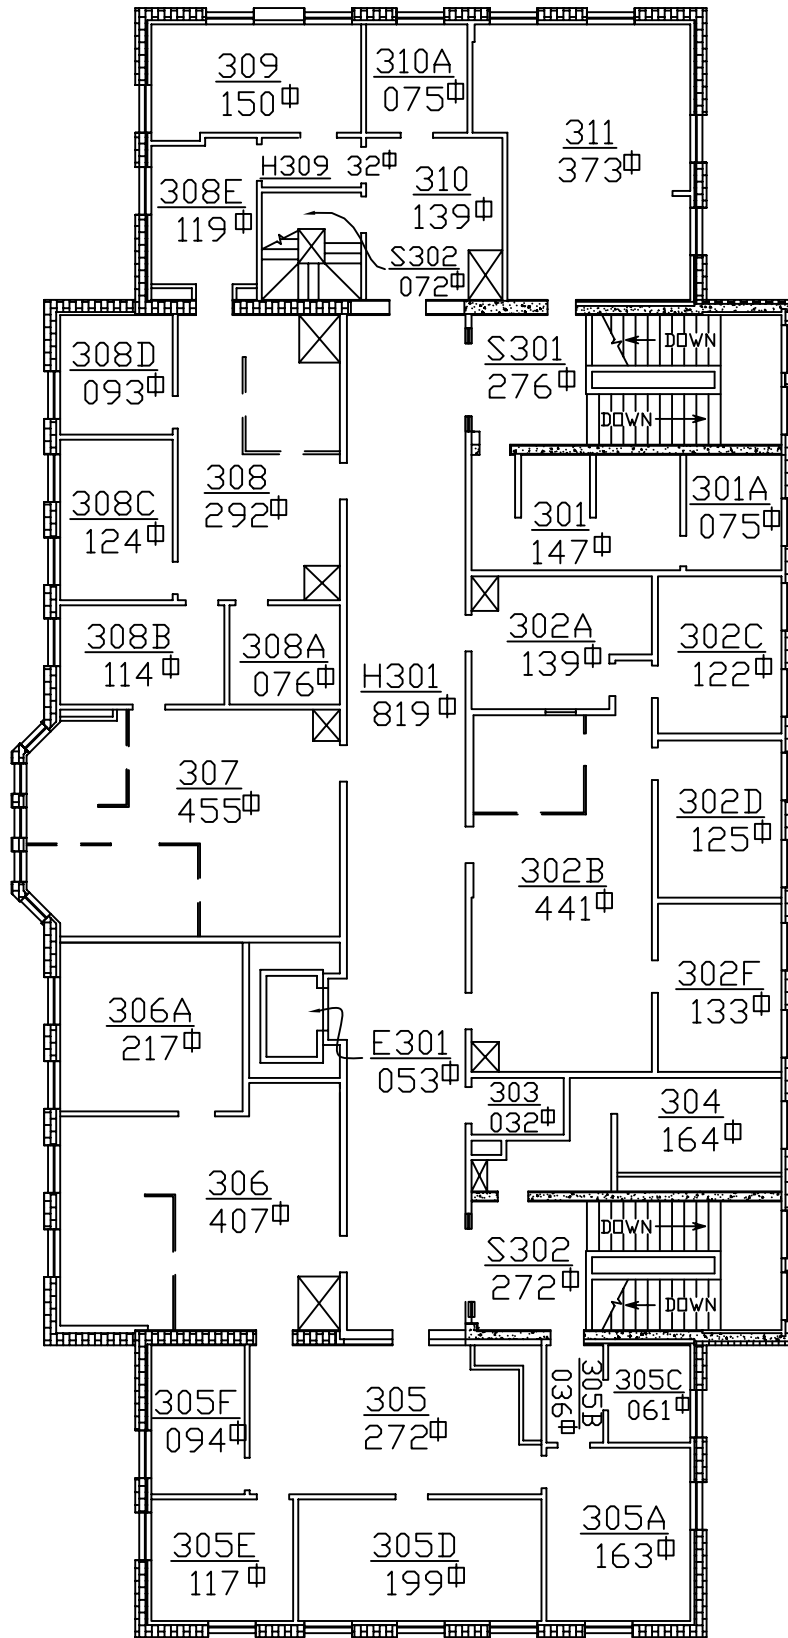 309
150
310A
075
311
373
H309 32
308E
119
310
139
S302
072
308D
093
S301
276
DOWN
DOWN
308C
124
308
292
301
147
301A
075
308B
114
308A
076
302A
139
302C
122
H301
819
307
455
302D
125
302B
441
306A
217
302F
133
E301
053
303
032
304
164
306
407
DOWN
S302
272
DOWN
305F
094
305
272
305B
036
305C
061
305E
117
305D
199
305A
163